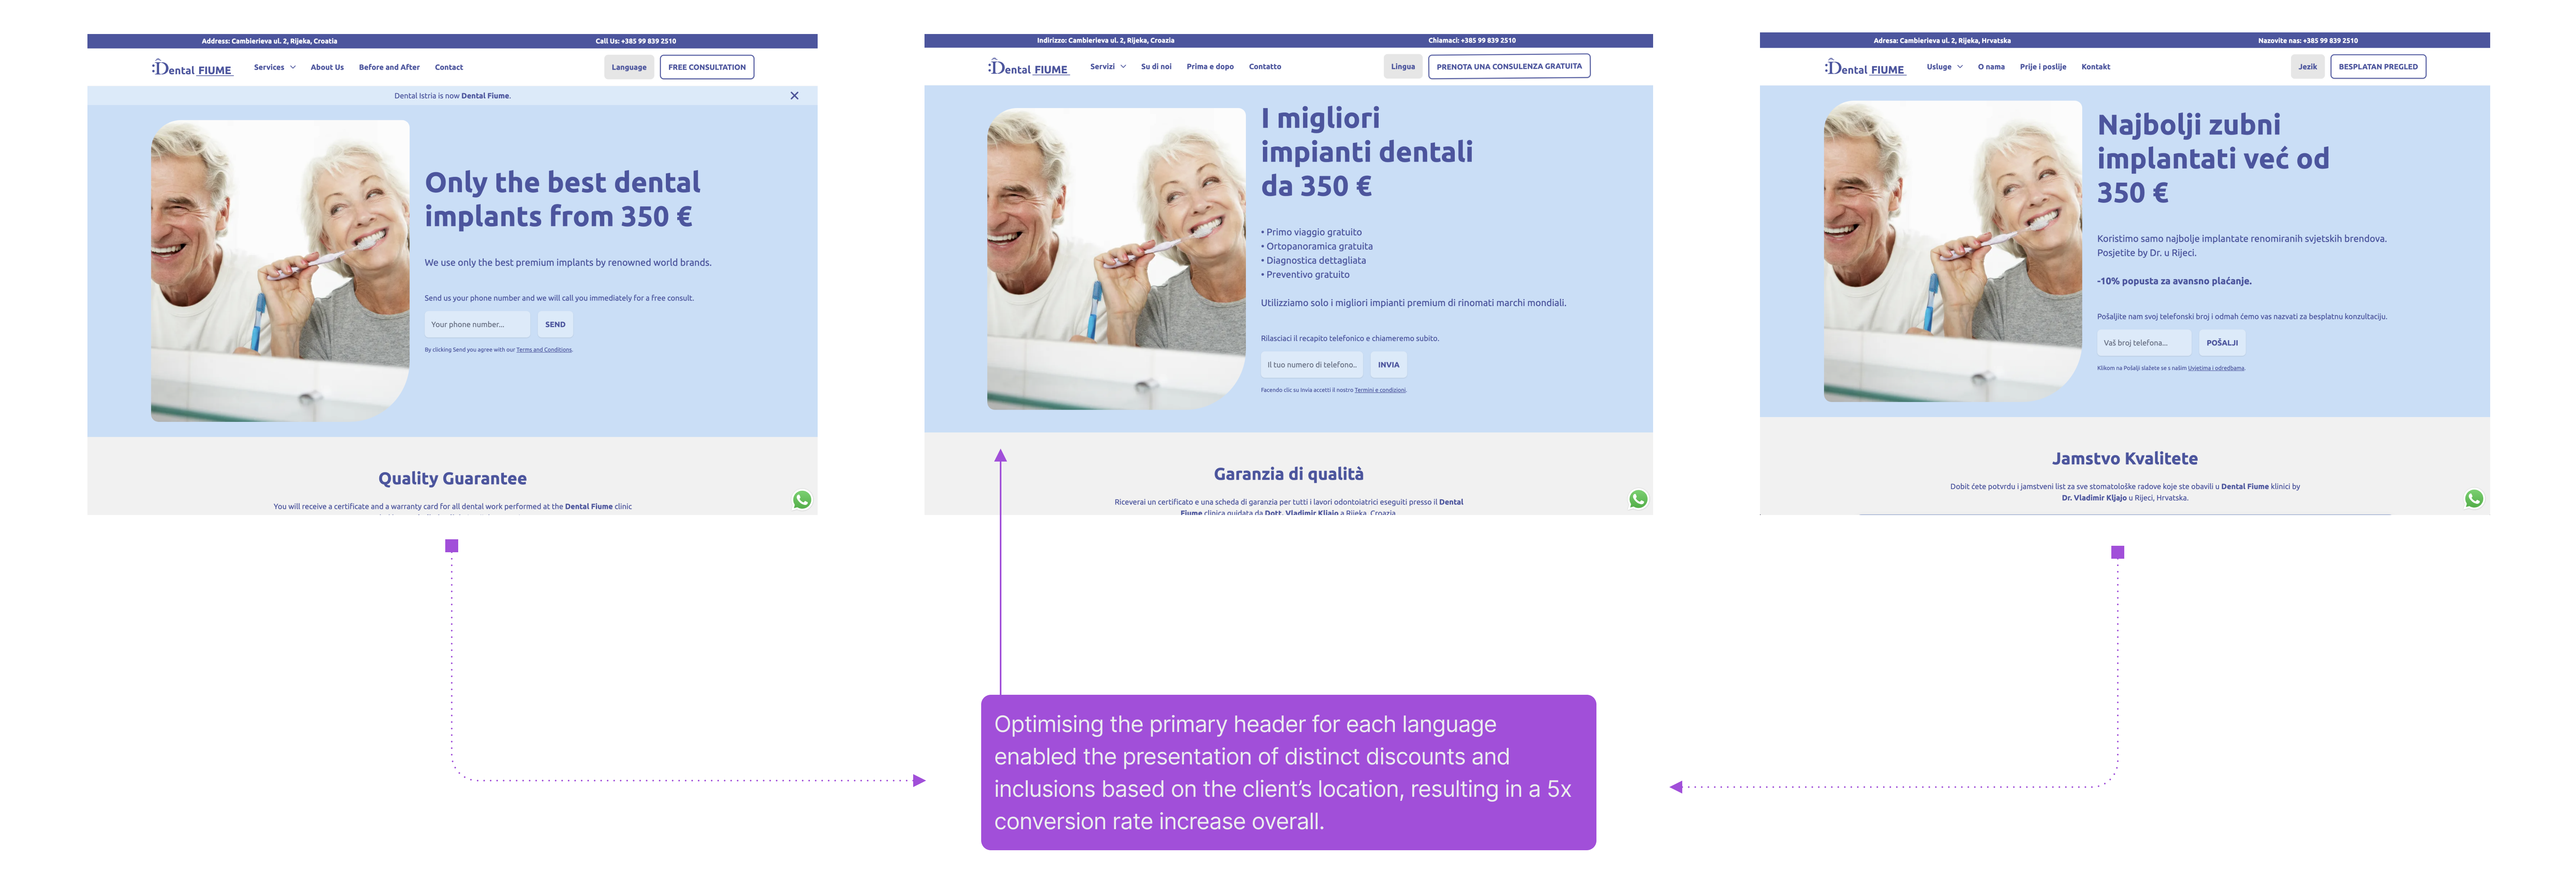 Address: Cambierieva ul. 2, Rijeka, Croatia
Call Us: +385 99 839 2510
Dental FIUME
Services
About Us
Before and After
Contact
Language
FREE CONSULTATION
Dental Istria is now Dental Fiume.
Only the best dental
implants from 350 €
We use only the best premium implants by renowned world brands.
Send us your phone number and we will call you immediately for a free consult.
Your phone number...
SEND
By clicking Send you agree with our Terms and Conditions.
Quality Guarantee
You will receive a certificate and a warranty card for all dental work performed at the Dental Fiume clinic
Indirizzo: Cambierieva ul. 2, Rijeka, Croazia
Chiamaci: +385 99 839 2510
Dental FIUME
Servizi
Su di noi
Prima e dopo
Contatto
Lingua
PRENOTA UNA CONSULENZA GRATUITA
I migliori
impianti dentali
da 350 €
• Primo viaggio gratuito
• Ortopanoramica gratuita
• Diagnostica dettagliata
• Preventivo gratuito
Utilizziamo solo i migliori impianti premium di rinomati marchi mondiali.
Rilasciaci il recapito telefonico e chiameremo subito.
Il tuo numero di telefono..
INVIA
Facendo clic su Invia accetti il nostro Termini e condizioni.
Garanzia di qualità
Riceverai un certificato e una scheda di garanzia per tutti i lavori odontoiatrici eseguiti presso il Dental
Fiume clinica guidata da Dott. Vladimir Kljajo a Rijeka, Croazia
Adresa: Cambierieva ul. 2, Rijeka, Hrvatska
Nazovite nas: +385 99 839 2510
Dental FIUME
Usluge
O nama
Prije i poslije
Kontakt
Jezik
BESPLATAN PREGLED
Najbolji zubni
implantati već od
350 €
Koristimo samo najbolje implantate renomiranih svjetskih brendova.
Posjetite by Dr. u Rijeci.
-10% popusta za avansno plaćanje.
Pošaljite nam svoj telefonski broj i odmah ćemo vas nazvati za besplatnu konzultaciju.
Vaš broj telefona...
POŠALJI
Klikom na Pošalji slažete se s našim Uvjetima i odredbama.
Jamstvo Kvalitete
Dobit ćete potvrdu i jamstveni list za sve stomatološke radove koje ste obavili u Dental Fiume klinici by
Dr. Vladimir Kljajo u Rijeci, Hrvatska.
Optimising the primary header for each language
enabled the presentation of distinct discounts and
inclusions based on the client’s location, resulting in a 5x
conversion rate increase overall.